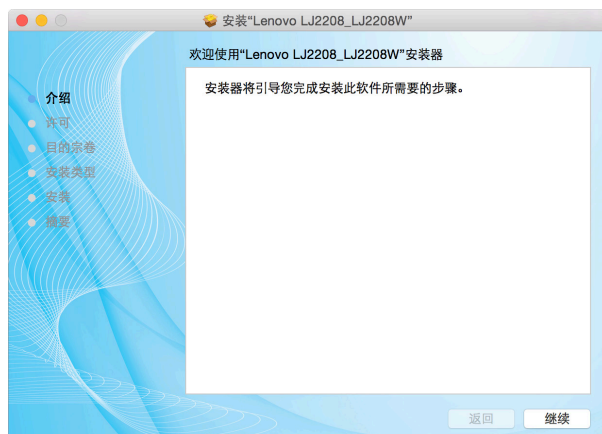 安装“Lenovo LJ2208_LJ2208W”
欢迎使用“Lenovo LJ2208_LJ2208W”安装器
介绍
许可
目的宗卷
安装类型
安装
摘要
安装器将引导您完成安装此软件所需要的步骤。
返回
继续